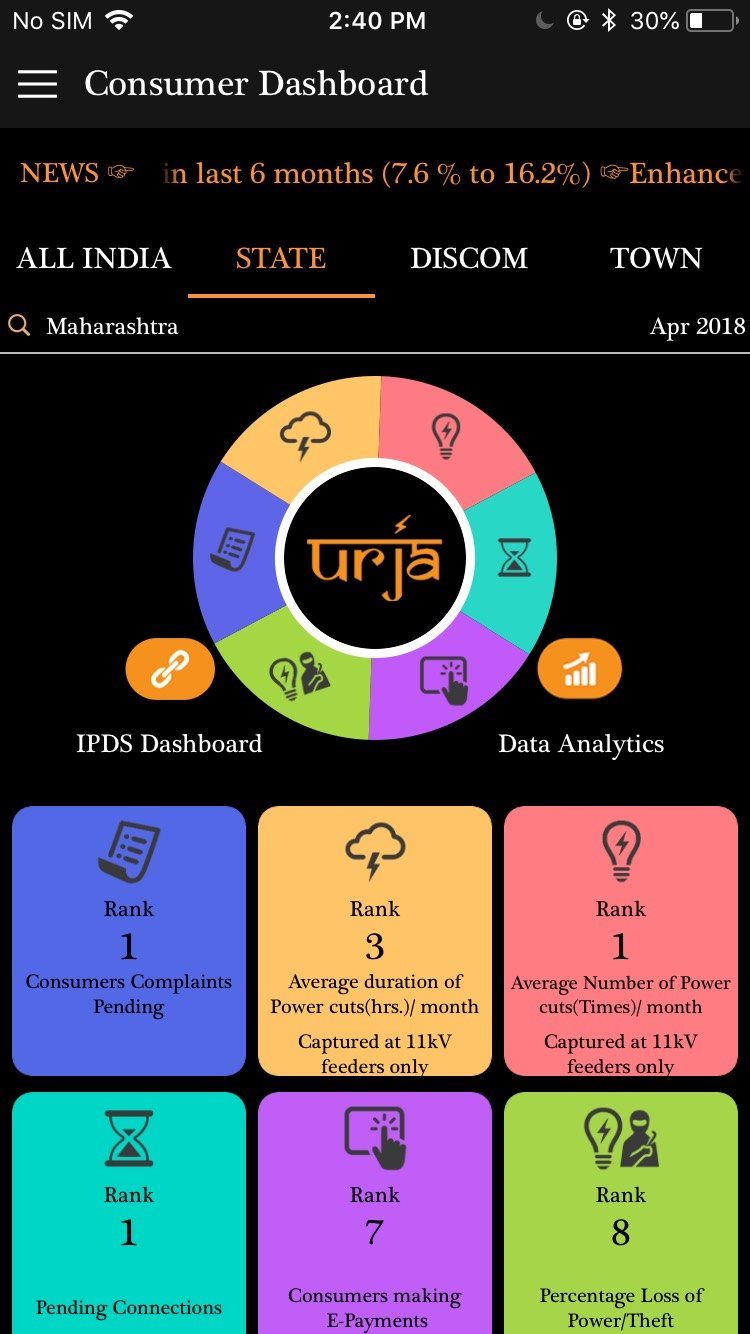 No SIM 2:40 PM 30%
Consumer Dashboard
NEWS ☞ in last 6 months (7.6 % to 16.2%) ☞Enhance
ALL INDIA STATE DISCOM TOWN
Maharashtra Apr 2018
urja
IPDS Dashboard Data Analytics
Rank
1
Consumers Complaints
Pending
Rank
3
Average duration of
Power cuts(hrs.)/ month
Captured at 11kV
feeders only
Rank
1
Average Number of Power
cuts(Times)/ month
Captured at 11kV
feeders only
Rank
1
Pending Connections
Rank
7
Consumers making
E-Payments
Rank
8
Percentage Loss of
Power/Theft